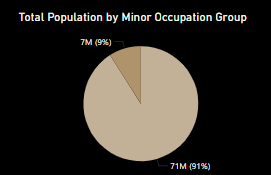 Total Population by Minor Occupation Group
7M (9%)
71M (91%)